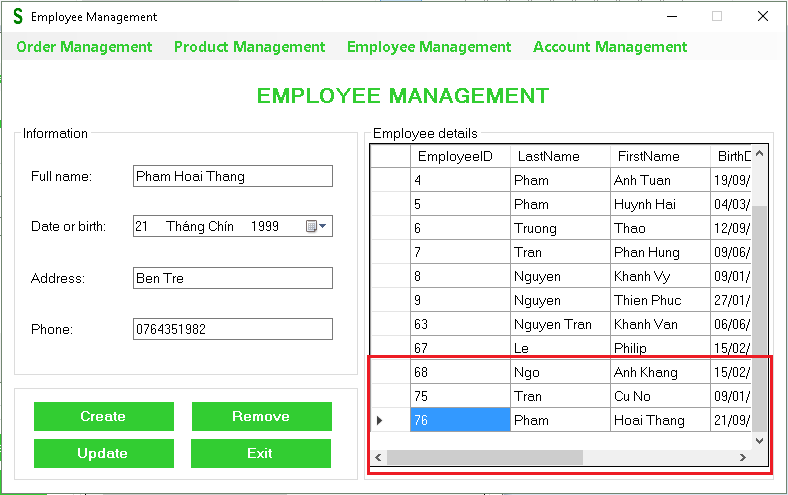 S Employee Management
Order Management Product Management Employee Management Account Management
EMPLOYEE MANAGEMENT
Information
Full name: Pham Hoai Thang
Date or birth: 21 Tháng Chín 1999
Address: Ben Tre
Phone: 0764351982
Create Remove
Update Exit
Employee details
EmployeeID LastName FirstName BirthD
4 Pham Anh Tuan 19/09/
5 Pham Huynh Hai 04/03/
6 Truong Thao 12/09/
7 Tran Phan Hung 09/06/
8 Nguyen Khanh Vy 09/01/
9 Nguyen Thien Phuc 27/01/
63 Nguyen Tran Khanh Van 06/06/
67 Le Philip 15/02/
68 Ngo Anh Khang 15/02/
75 Tran Cu No 09/01/
76 Pham Hoai Thang 21/09/